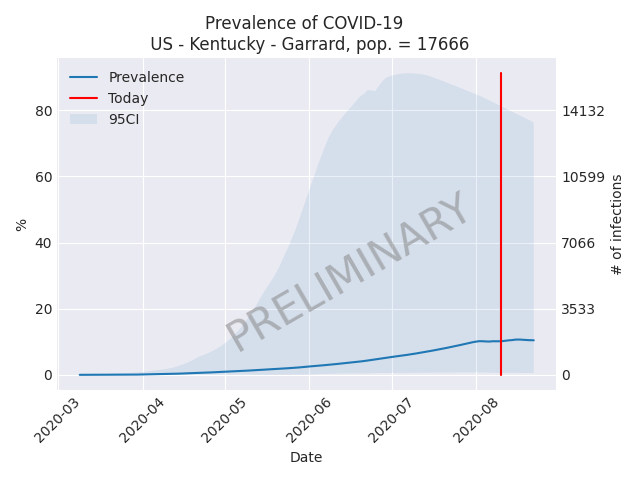 Prevalence of COVID-19
US - Kentucky - Garrard, pop. = 17666
Prevalence
Today
95CI
80
60
40
20
0
%
14132
10599
7066
3533
0
# of infections
PRELIMINARY
2020-03
2020-04
2020-05
2020-06
2020-07
2020-08
Date